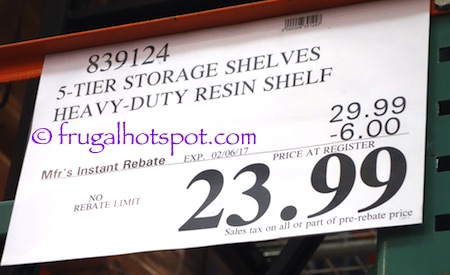 839124
5-TIER STORAGE SHELVES
HEAVY-DUTY RESIN SHELF
29.99
-6.00
© frugalhotspot.com
Mfr's Instant Rebate EXP. 02/06/17 PRICE AT REGISTER
NO
REBATE LIMIT
23.99
Sales tax on all or part of pre-rebate price